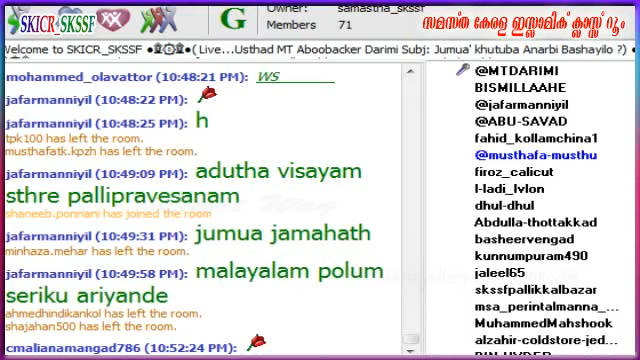 SKICR_SKSSF
G
Owner: samastha_skssf
Members 71
സമസ്ത കേരള ഇസ്ലാമിക് ക്ലാസ്സ് റൂം
Welcome to SKICR_SKSSF ●۩۞۩●( Live...Usthad MT Aboobacker Darimi Subj: Jumua' khutuba Anarbi Bashayilo ?)
mohammed_olavattor (10:48:21 PM): WS
jafarmanniyil (10:48:22 PM):
jafarmanniyil (10:48:25 PM): h
tpk100 has left the room.
musthafatk.kpzh has left the room.
jafarmanniyil (10:49:09 PM): adutha visayam
sthre pallipravesanam
shaneeb.ponnani has joined the room
jafarmanniyil (10:49:31 PM): jumua jamahath
minhaza.mehar has left the room.
jafarmanniyil (10:49:58 PM): malayalam polum
seriku ariyande
ahmedhindikankol has left the room.
shajahan500 has left the room.
cmalianamangad786 (10:52:24 PM):
@MTDARIMI
BISMILLAAHE
@jafarmanniyil
@ABU-SAVAD
fahid_kollamchina1
@musthafa-musthu
firoz_calicut
l-ladi_lvlon
dhul-dhul
Abdulla-thottakkad
basheervengad
kunnumpuram490
jaleel65
skssfpallikkalbazar
msa_perintalmanna_...
MuhammedMahshook
alzahir-coldstore-jed...
BIN-HYDER